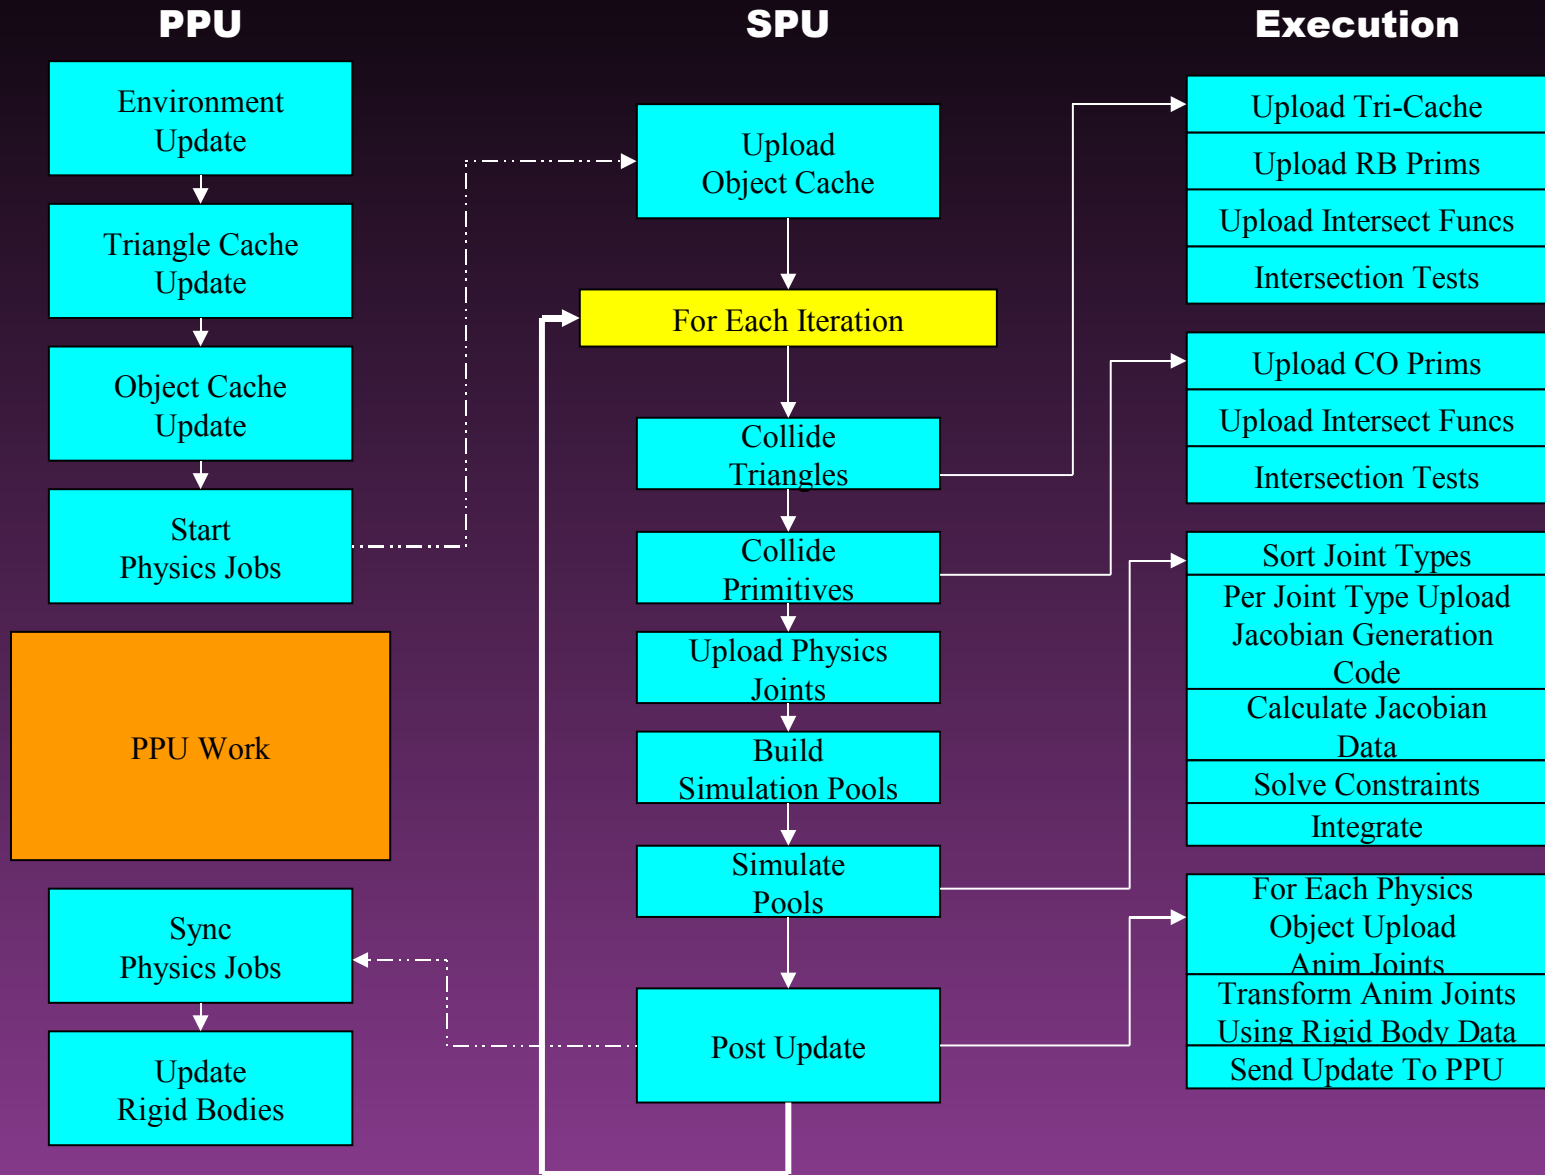 PPU
Environment
Update
Triangle Cache
Update
Object Cache
Update
Start
Physics Jobs
PPU Work
Sync
Physics Jobs
Update
Rigid Bodies
SPU
Upload
Object Cache
For Each Iteration
Collide
Triangles
Collide
Primitives
Upload Physics
Joints
Build
Simulation Pools
Simulate
Pools
Post Update
Execution
Upload Tri-Cache
Upload RB Prims
Upload Intersect Funcs
Intersection Tests
Upload CO Prims
Upload Intersect Funcs
Intersection Tests
Sort Joint Types
Per Joint Type Upload
Jacobian Generation
Code
Calculate Jacobian
Data
Solve Constraints
Integrate
For Each Physics
Object Upload
Anim Joints
Transform Anim Joints
Using Rigid Body Data
Send Update To PPU